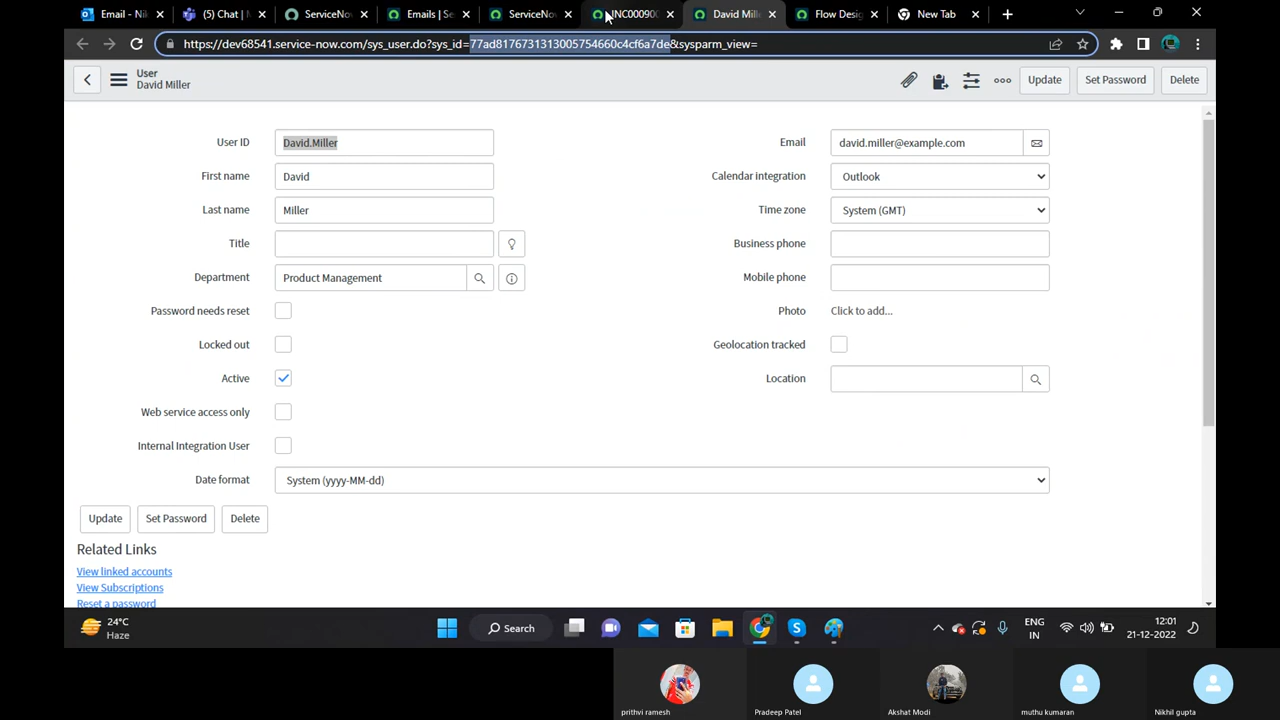 Email - Nik
(5) Chat | M
ServiceNow
Emails | Se
ServiceNow
INC00090
David Mille
Flow Desig
New Tab
https://dev68541.service-now.com/sys_user.do?sys_id=77ad8176731313005754660c4cf6a7de&sysparm_view=
User
David Miller
Update
Set Password
Delete
User ID
David.Miller
Email
david.miller@example.com
First name
David
Calendar integration
Outlook
Last name
Miller
Time zone
System (GMT)
Title
Business phone
Department
Product Management
Mobile phone
Password needs reset
Photo
Click to add...
Locked out
Geolocation tracked
Active
Location
Web service access only
Internal Integration User
Date format
System (yyyy-MM-dd)
Update
Set Password
Delete
Related Links
View linked accounts
View Subscriptions
Reset a password
24°C
Haze
Search
ENG
IN
12:01
21-12-2022
prithvi ramesh
Pradeep Patel
Akshat Modi
muthu kumaran
Nikhil gupta